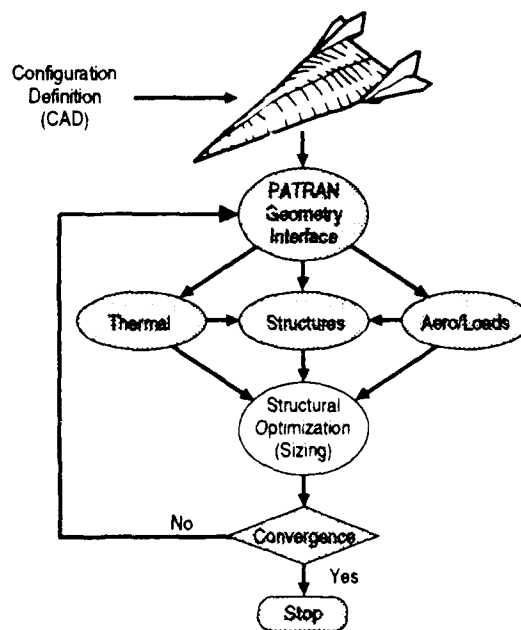 Configuration
Definition
(CAD)
PATRAN
Geometry
Interface
Thermal
Structures
Aero/Loads
Structural
Optimization
(Sizing)
No
Convergence
Yes
Stop